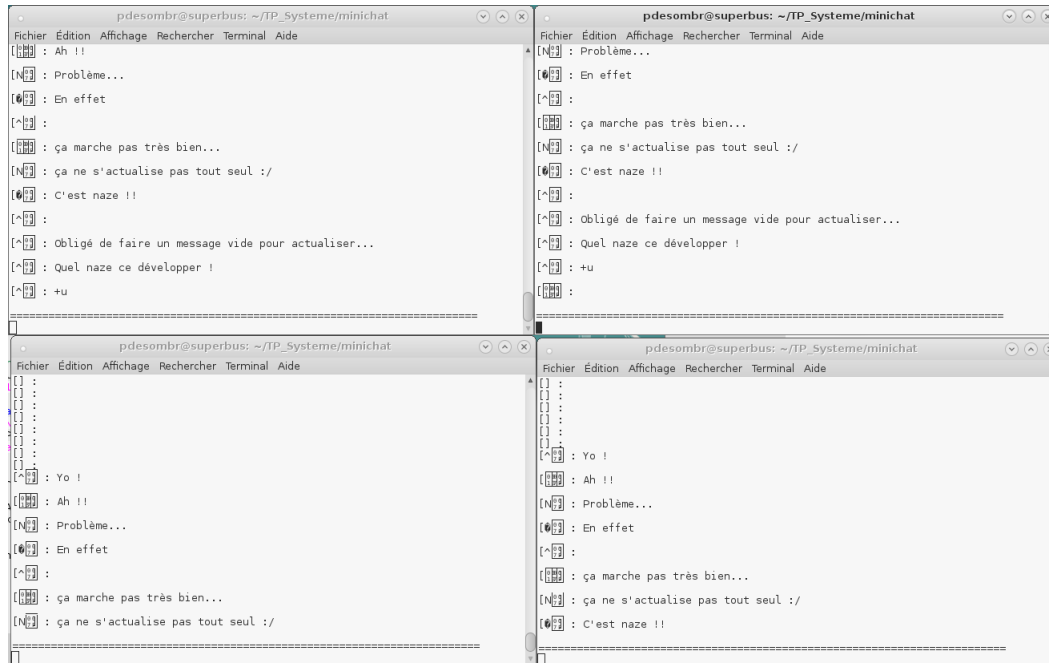 pdesombr@superbus: ~/TP_Systeme/minichat
Fichier Édition Affichage Rechercher Terminal Aide
: Ah !!
[N : Problème...
: En effet
[^ :
: ça marche pas très bien...
[N : ça ne s'actualise pas tout seul :/
: C'est naze !!
[^ :
: Obligé de faire un message vide pour actualiser...
[^ : Quel naze ce développer !
[^ : +u
==========================================================================
pdesombr@superbus: ~/TP_Systeme/minichat
Fichier Édition Affichage Rechercher Terminal Aide
[N : Problème...
: En effet
[^ :
: ça marche pas très bien...
[N : ça ne s'actualise pas tout seul :/
: C'est naze !!
[^ :
: Obligé de faire un message vide pour actualiser...
[^ : Quel naze ce développer !
[^ : +u
[ :
==========================================================================
pdesombr@superbus: ~/TP_Systeme/minichat
Fichier Édition Affichage Rechercher Terminal Aide
[] :
[] :
[] :
[] :
[] :
[] :
[] :
[] :
[^ : Yo !
: Ah !!
[N : Problème...
: En effet
[^ :
: ça marche pas très bien...
[N : ça ne s'actualise pas tout seul :/
==========================================================================
pdesombr@superbus: ~/TP_Systeme/minichat
Fichier Édition Affichage Rechercher Terminal Aide
[] :
[] :
[] :
[] :
[] :
[] :
[^ : Yo !
: Ah !!
[N : Problème...
: En effet
[^ :
: ça marche pas très bien...
[N : ça ne s'actualise pas tout seul :/
: C'est naze !!
==========================================================================